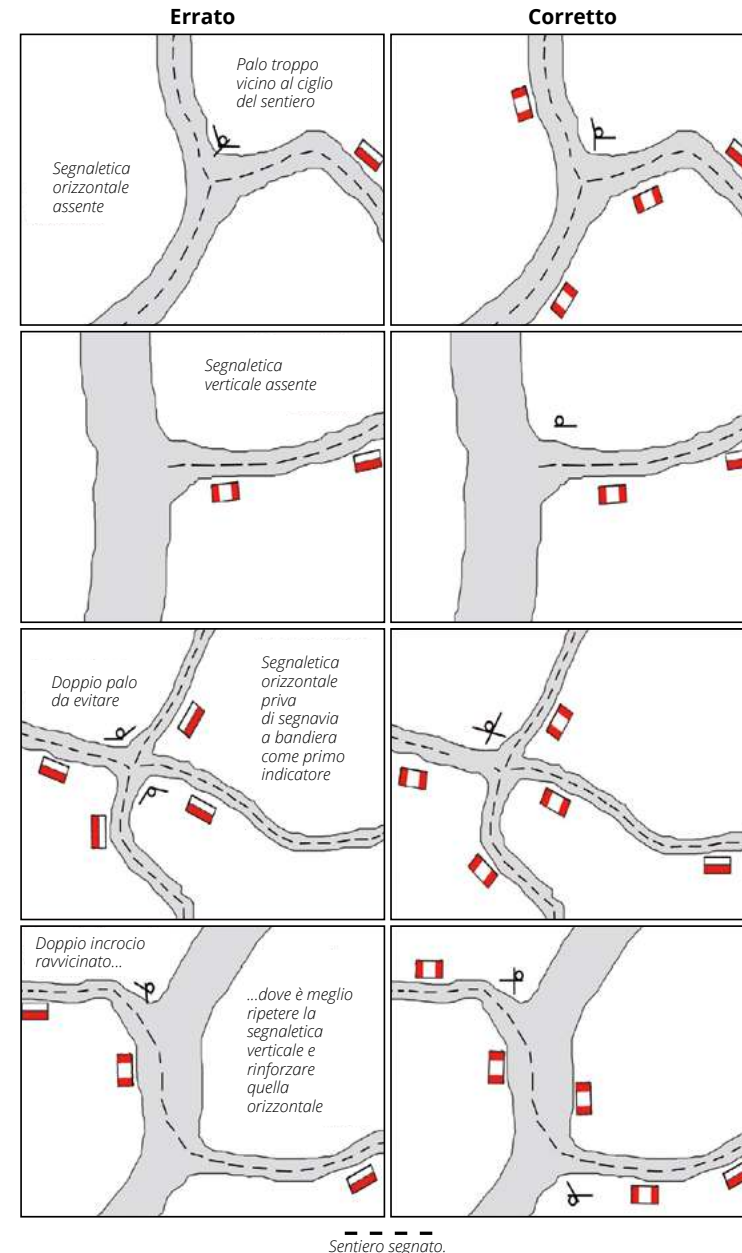 Errato
Corretto
Palo troppo
vicino al ciglio
del sentiero
Segnaletica
orizzontale
assente
Segnaletica
verticale assente
Doppio palo
da evitare
Segnaletica
orizzontale
priva
di segnavia
a bandiera
come primo
indicatore
Doppio incrocio
ravvicinato...
...dove è meglio
ripetere la
segnaletica
verticale e
rinforzare
quella
orizzontale
Sentiero segnato.